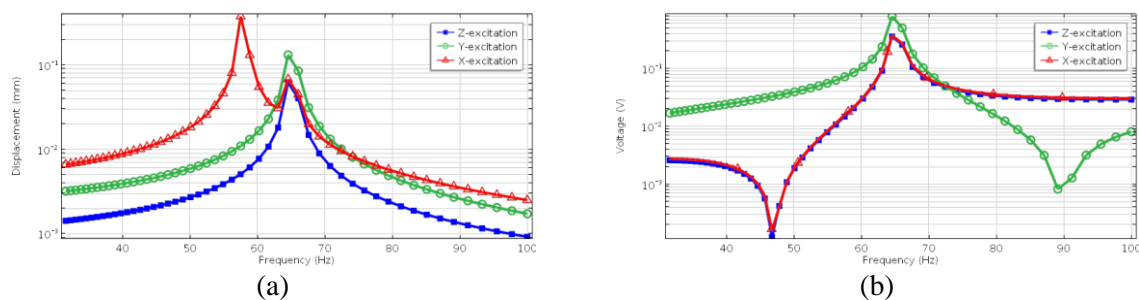 Displacement (mm)
10⁻¹
10⁻²
10⁻³
40 50 60 70 80 90 100
Frequency (Hz)
Z-excitation
Y-excitation
X-excitation
(a)
Voltage (V)
10⁻¹
10⁻²
10⁻³
40 50 60 70 80 90 100
Frequency (Hz)
Z-excitation
Y-excitation
X-excitation
(b)